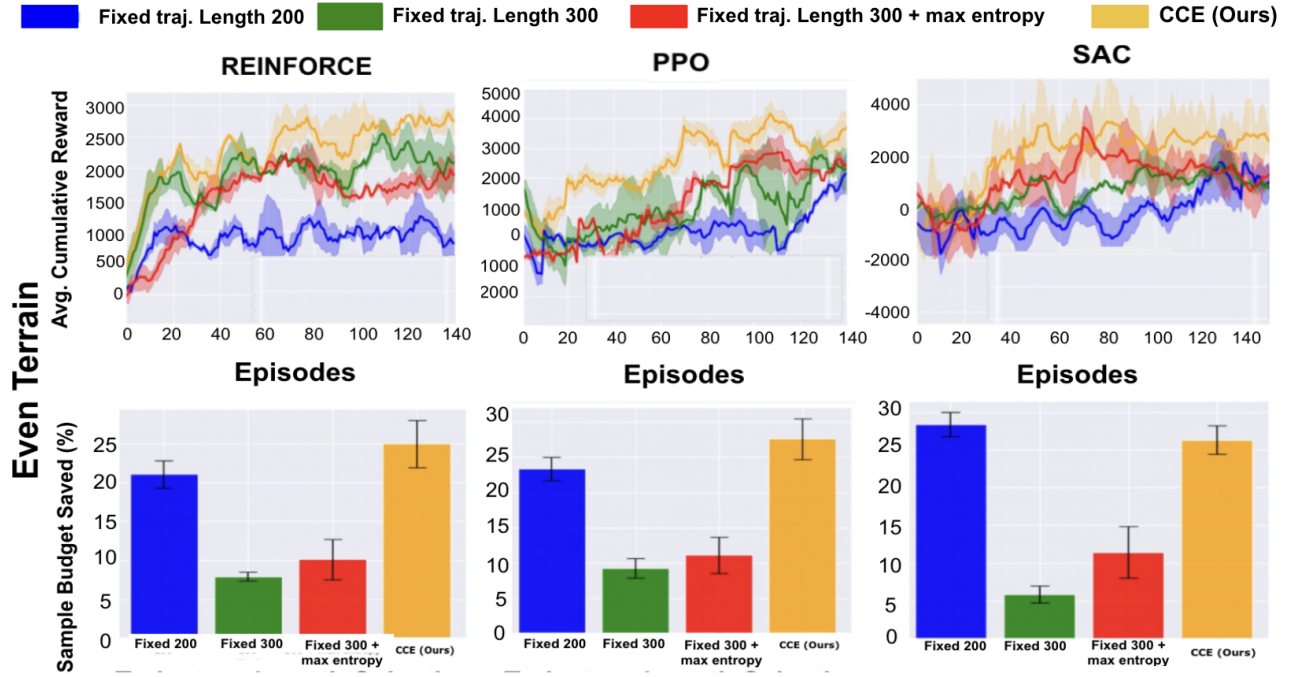 Fixed traj. Length 200 Fixed traj. Length 300 Fixed traj. Length 300 + max entropy CCE (Ours)
REINFORCE PPO SAC
Even Terrain
Avg. Cumulative Reward
3000
2500
2000
1500
1000
500
0
0 20 40 60 80 100 120 140
Episodes
5000
4000
3000
2000
1000
0
1000
2000
0 20 40 60 80 100 120 140
Episodes
4000
2000
0
-2000
-4000
0 20 40 60 80 100 120 140
Episodes
Sample Budget Saved (%)
25
20
15
10
5
0
Fixed 200 Fixed 300 Fixed 300 + CCE (Ours)
max entropy
30
25
20
15
10
5
0
Fixed 200 Fixed 300 Fixed 300 + CCE (Ours)
max entropy
30
25
20
15
10
5
0
Fixed 200 Fixed 300 Fixed 300 + CCE (Ours)
max entropy